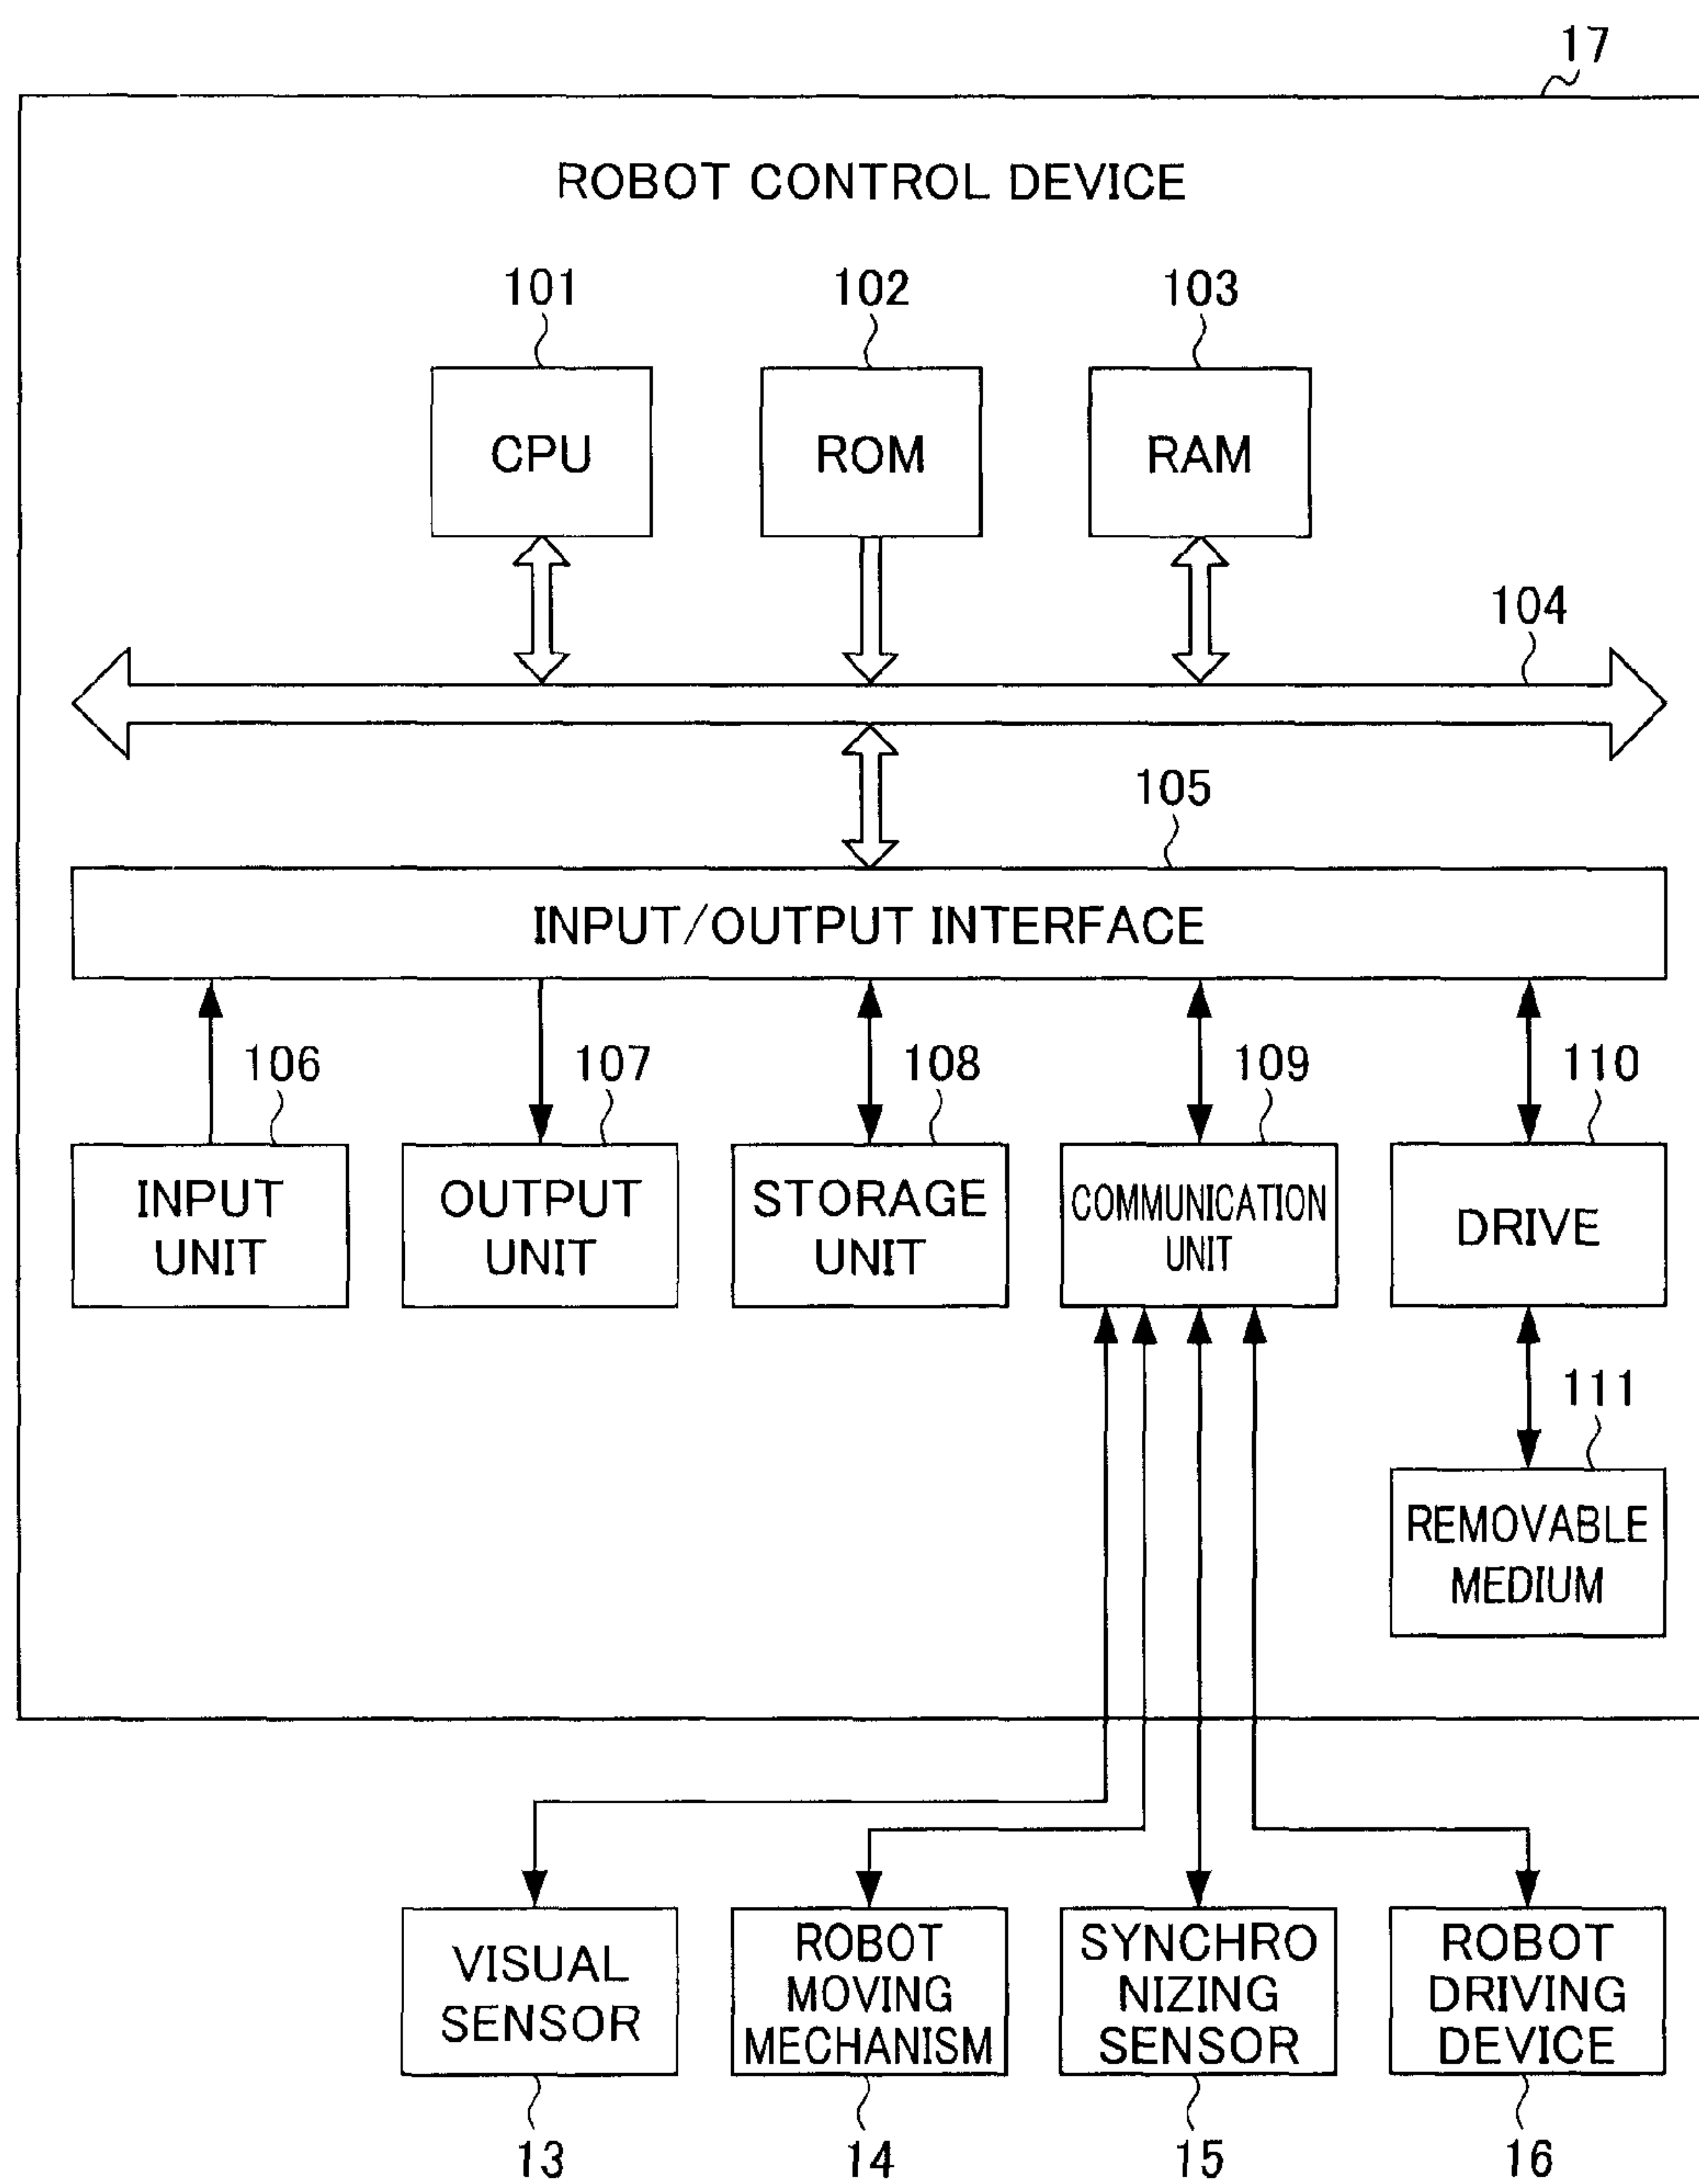 17
ROBOT CONTROL DEVICE
101
102
103
CPU
ROM
RAM
104
105
INPUT/OUTPUT INTERFACE
106
107
108
109
110
INPUT
UNIT
OUTPUT
UNIT
STORAGE
UNIT
COMMUNICATION
UNIT
DRIVE
111
REMOVABLE
MEDIUM
VISUAL
SENSOR
ROBOT
MOVING
MECHANISM
SYNCHRO
NIZING
SENSOR
ROBOT
DRIVING
DEVICE
13
14
15
16